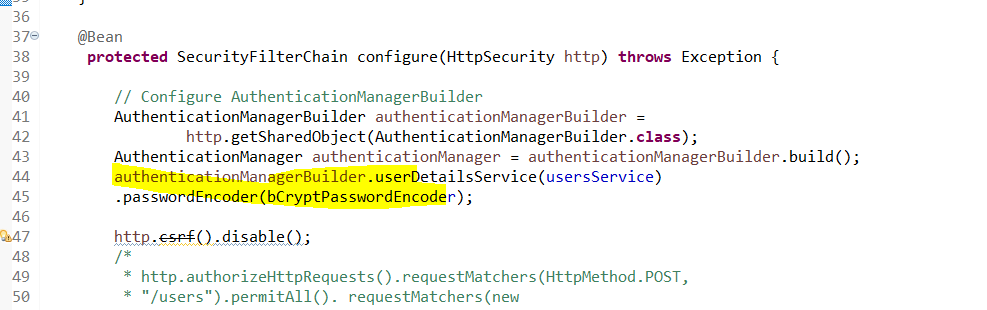 36
37 @Bean
38 protected SecurityFilterChain configure(HttpSecurity http) throws Exception {
39
40 // Configure AuthenticationManagerBuilder
41 AuthenticationManagerBuilder authenticationManagerBuilder =
42 http.getSharedObject(AuthenticationManagerBuilder.class);
43 AuthenticationManager authenticationManager = authenticationManagerBuilder.build();
44 authenticationManagerBuilder.userDetailsService(usersService)
45 .passwordEncoder(bCryptPasswordEncoder);
46
47 http.csrf().disable();
48 /*
49 * http.authorizeHttpRequests().requestMatchers(HttpMethod.POST,
50 * "/users").permitAll(). requestMatchers(new